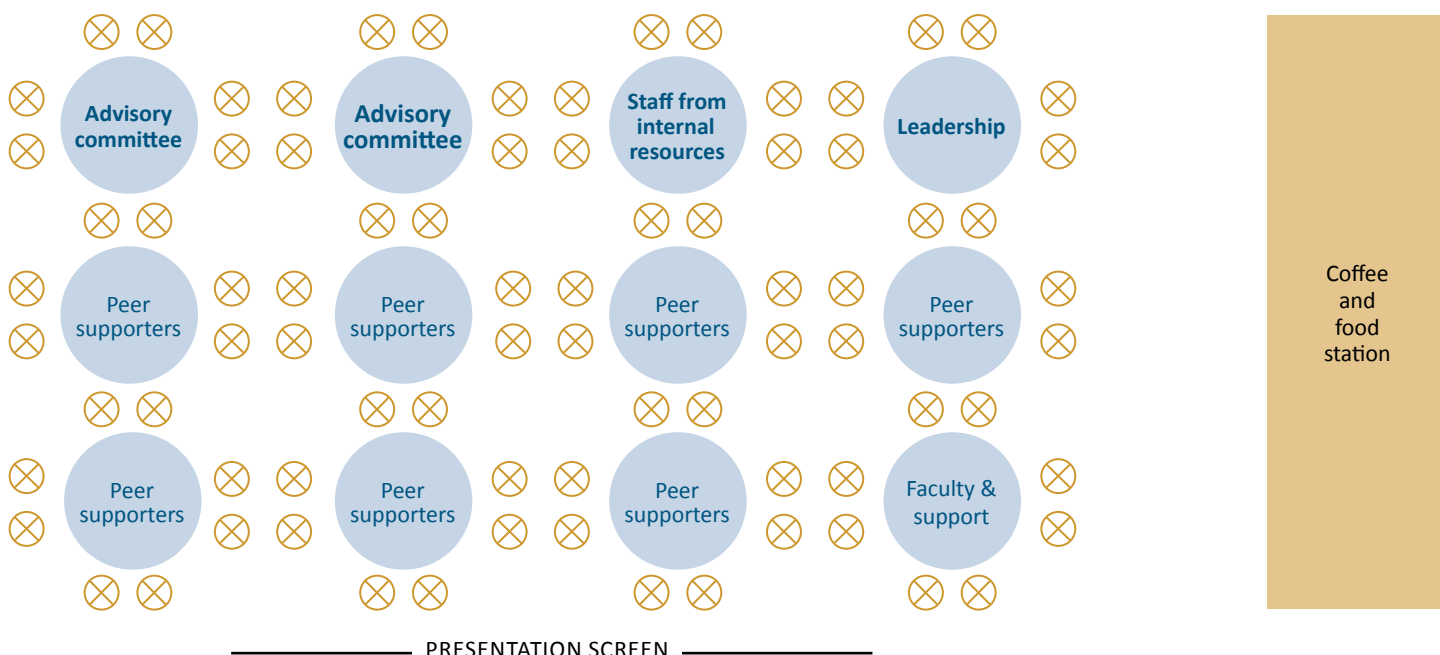 Advisory
committee
Advisory
committee
Staff from
internal
resources
Leadership
Peer
supporters
Peer
supporters
Peer
supporters
Peer
supporters
Coffee
and
food
station
Peer
supporters
Peer
supporters
Peer
supporters
Faculty &
support
PRESENTATION SCREEN